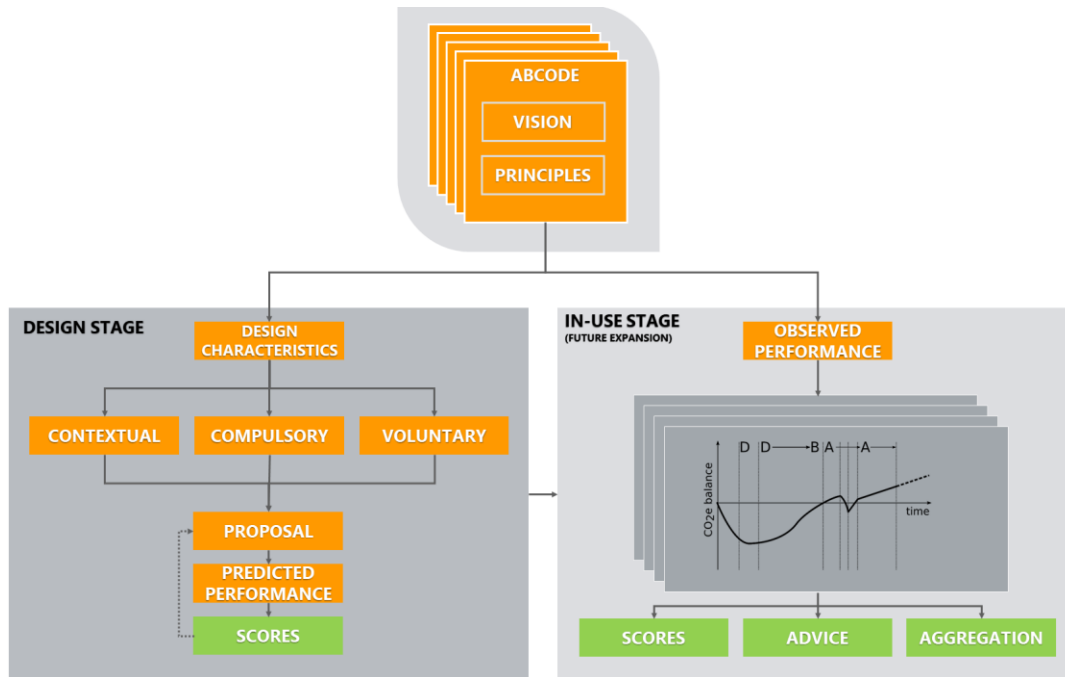 ABCODE
VISION
PRINCIPLES
DESIGN STAGE
DESIGN
CHARACTERISTICS
CONTEXTUAL
COMPULSORY
VOLUNTARY
PROPOSAL
PREDICTED
PERFORMANCE
SCORES
IN-USE STAGE
(FUTURE EXPANSION)
OBSERVED
PERFORMANCE
D D B A A
CO2e balance
time
SCORES
ADVICE
AGGREGATION